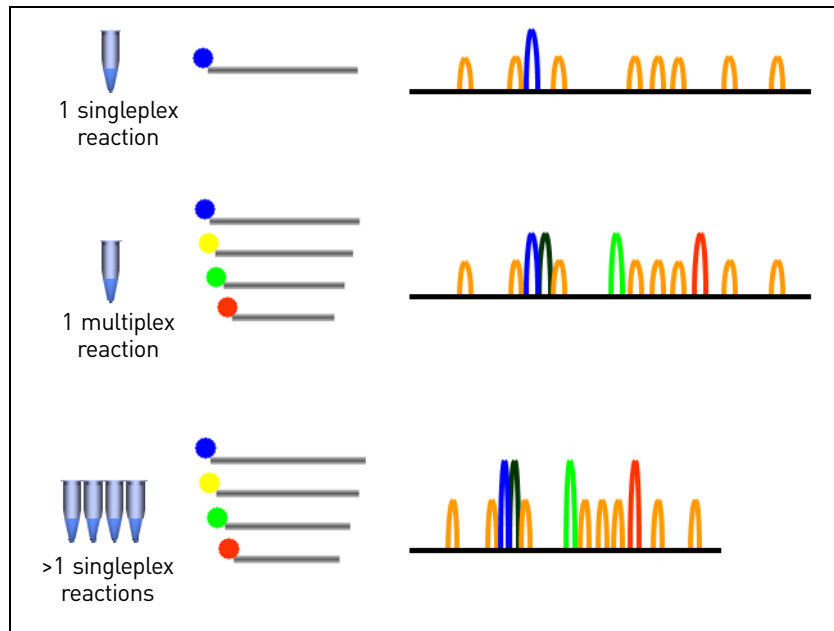 1 singleplex
reaction
1 multiplex
reaction
>1 singleplex
reactions